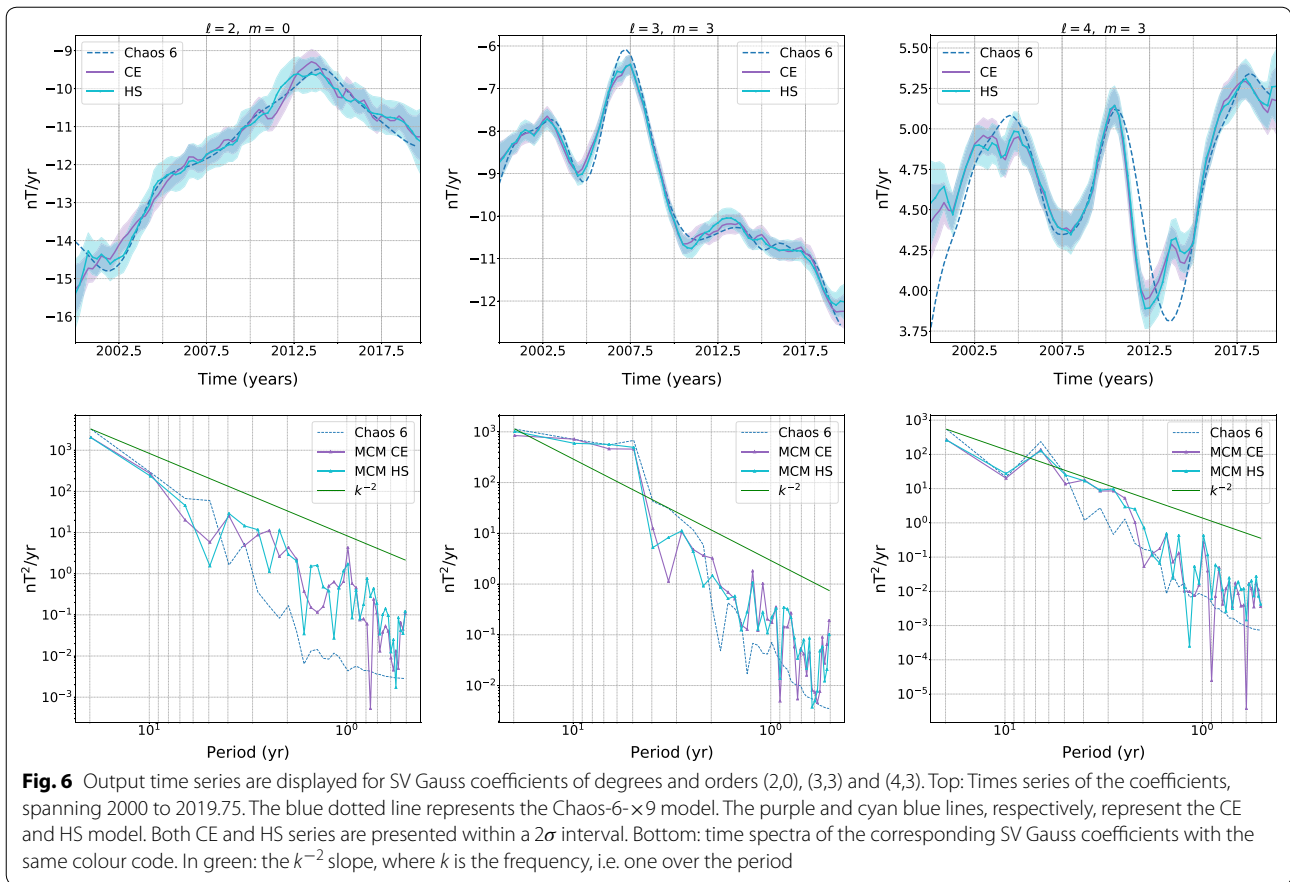 ℓ = 2, m = 0
−9
−10
−11
−12
−13
−14
−15
−16
nT/yr
Chaos 6
CE
HS
2002.5 2007.5 2012.5 2017.5
Time (years)
ℓ = 3, m = 3
−6
−7
−8
−9
−10
−11
−12
nT/yr
Chaos 6
CE
HS
2002.5 2007.5 2012.5 2017.5
Time (years)
ℓ = 4, m = 3
5.50
5.25
5.00
4.75
4.50
4.25
4.00
3.75
nT/yr
Chaos 6
CE
HS
2002.5 2007.5 2012.5 2017.5
Time (years)
10³
10²
10¹
10⁰
10⁻¹
10⁻²
10⁻³
nT²/yr
Chaos 6
MCM CE
MCM HS
k⁻²
10¹ 10⁰
Period (yr)
10³
10²
10¹
10⁰
10⁻¹
10⁻²
nT²/yr
Chaos 6
MCM CE
MCM HS
k⁻²
10¹ 10⁰
Period (yr)
10³
10²
10¹
10⁰
10⁻¹
10⁻²
10⁻³
10⁻⁴
10⁻⁵
nT²/yr
Chaos 6
MCM CE
MCM HS
k⁻²
10¹ 10⁰
Period (yr)
Fig. 6 Output time series are displayed for SV Gauss coefficients of degrees and orders (2,0), (3,3) and (4,3). Top: Times series of the coefficients,
spanning 2000 to 2019.75. The blue dotted line represents the Chaos-6-×9 model. The purple and cyan blue lines, respectively, represent the CE
and HS model. Both CE and HS series are presented within a 2σ interval. Bottom: time spectra of the corresponding SV Gauss coefficients with the
same colour code. In green: the k⁻² slope, where k is the frequency, i.e. one over the period